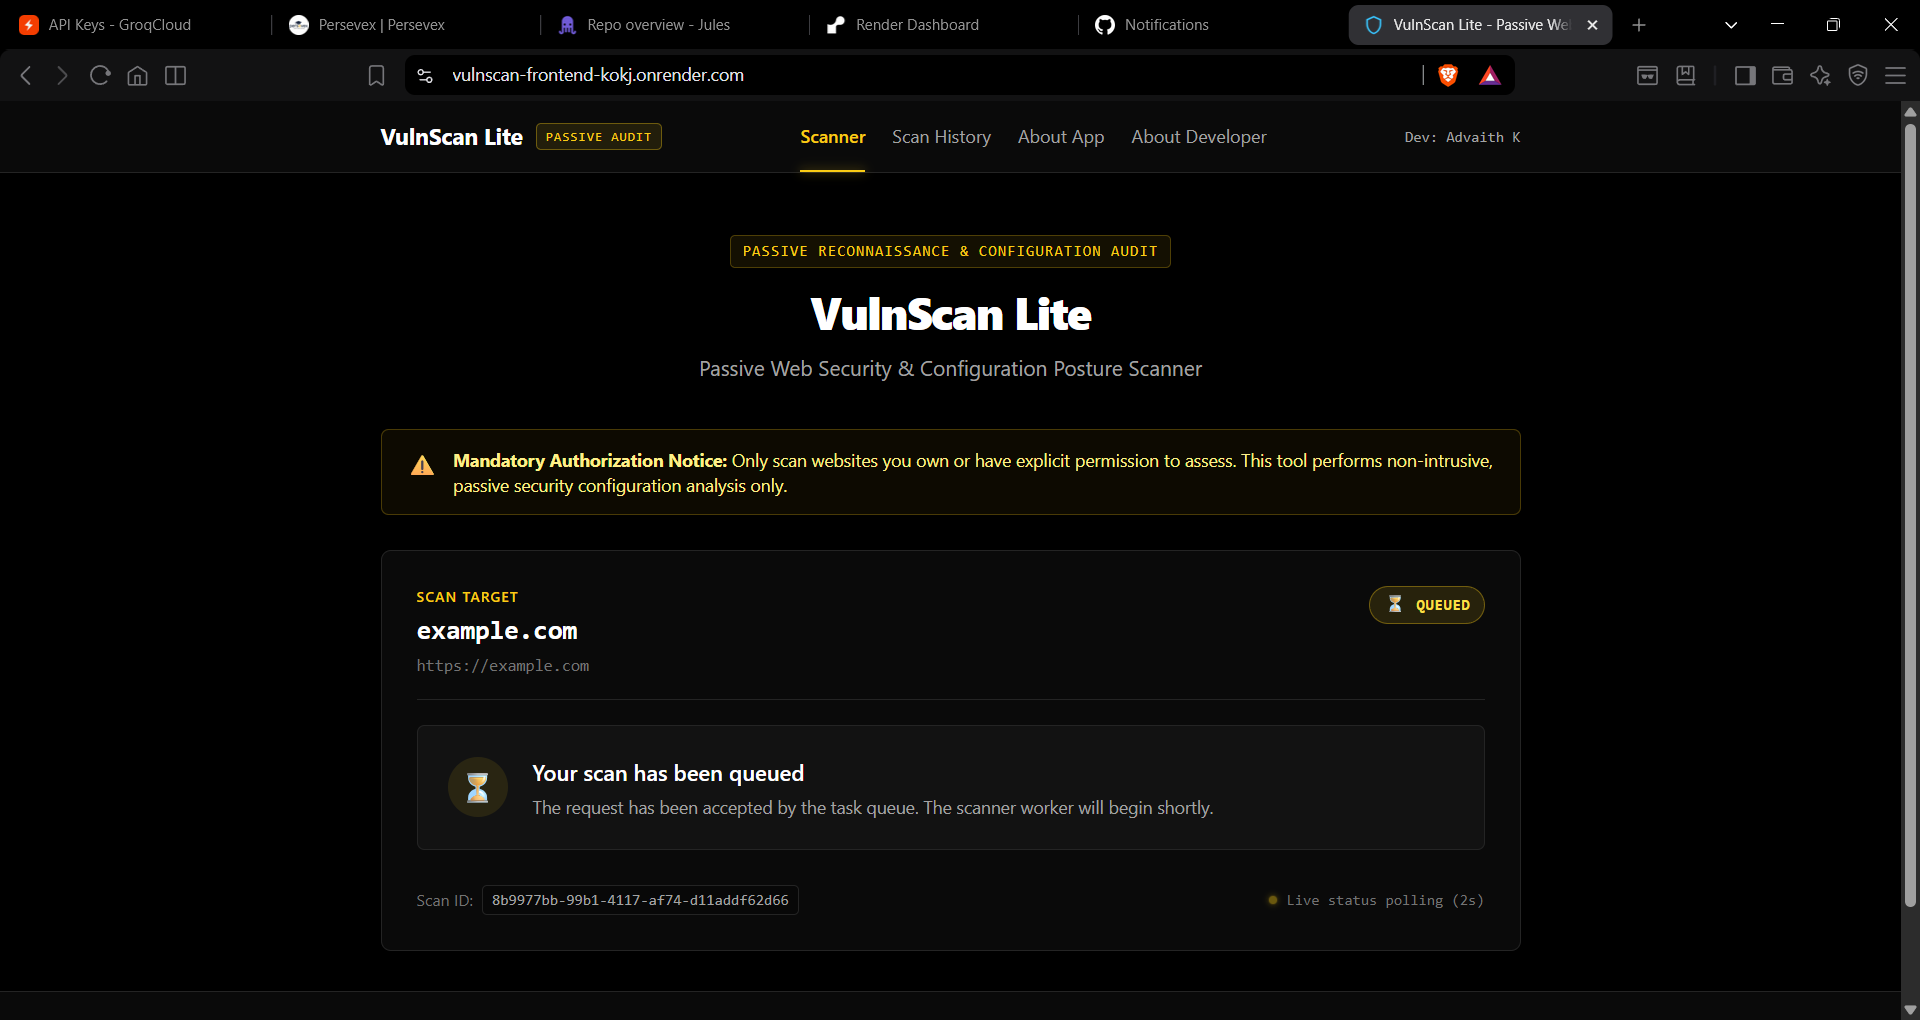 API Keys - GroqCloud
Persevex | Persevex
Repo overview - Jules
Render Dashboard
Notifications
VulnScan Lite - Passive We
vulnscan-frontend-kokj.onrender.com
VulnScan Lite
PASSIVE AUDIT
Scanner
Scan History
About App
About Developer
Dev: Advaith K
PASSIVE RECONNAISSANCE & CONFIGURATION AUDIT
VulnScan Lite
Passive Web Security & Configuration Posture Scanner
Mandatory Authorization Notice: Only scan websites you own or have explicit permission to assess. This tool performs non-intrusive,
passive security configuration analysis only.
SCAN TARGET
QUEUED
example.com
https://example.com
Your scan has been queued
The request has been accepted by the task queue. The scanner worker will begin shortly.
Scan ID: 8b9977bb-99b1-4117-af74-d11addf62d66
Live status polling (2s)